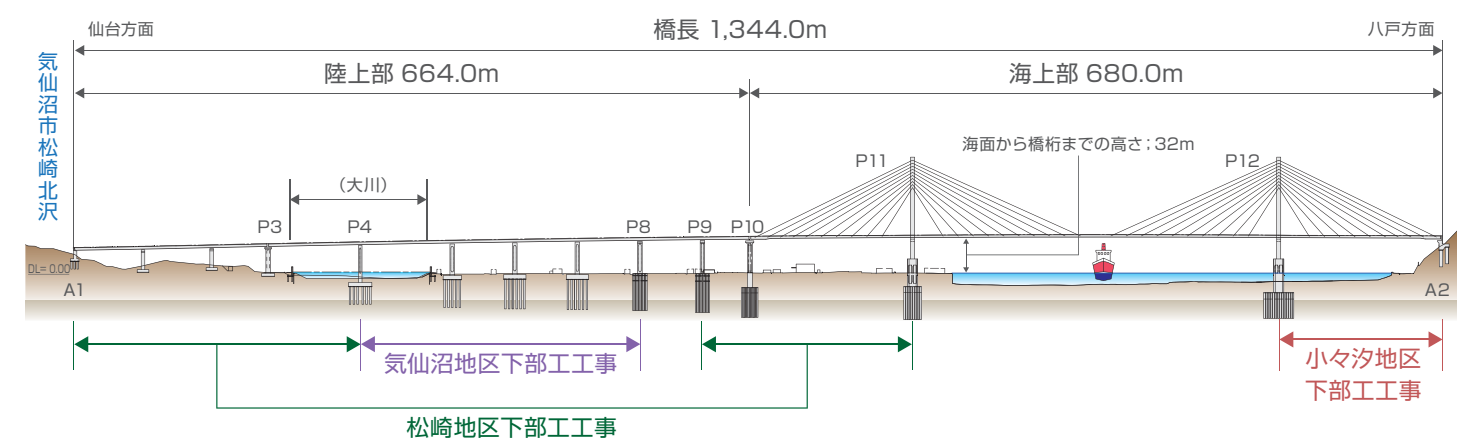 仙台方面
橋長 1,344.0m
八戸方面
気仙沼市松崎北沢
陸上部 664.0m
海上部 680.0m
海面から橋桁までの高さ；32m
P11
P12
（大川）
P3
P4
P8
P9
P10
DL= 0.00
A1
A2
気仙沼地区下部工工事
小々汐地区
下部工工事
松崎地区下部工工事